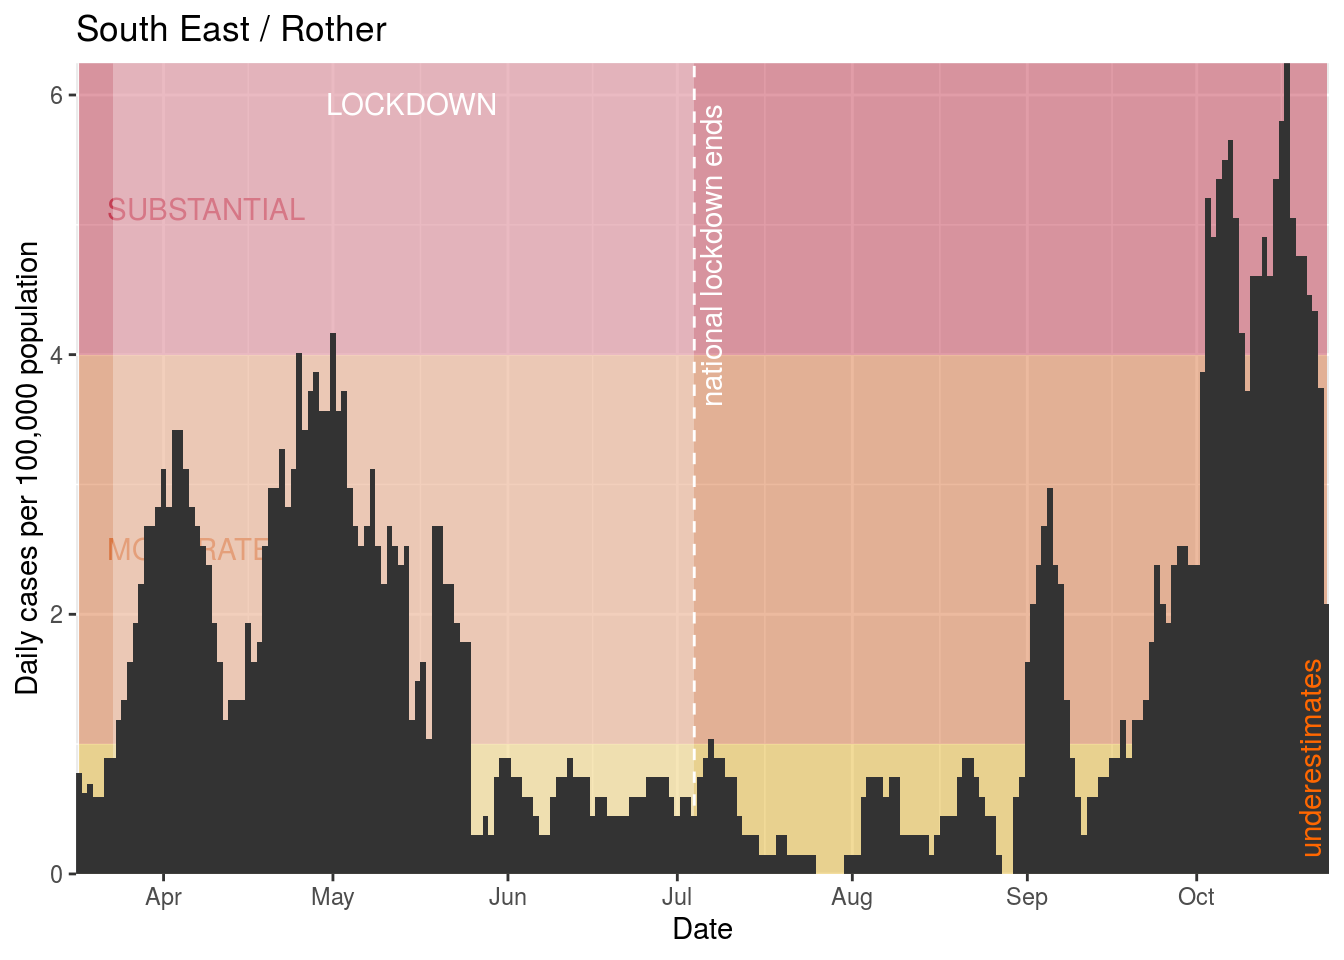 South East / Rother
Daily cases per 100,000 population
6
4
2
0
LOCKDOWN
SUBSTANTIAL
MODERATE
national lockdown ends
underestimates
Apr
May
Jun
Jul
Aug
Sep
Oct
Date